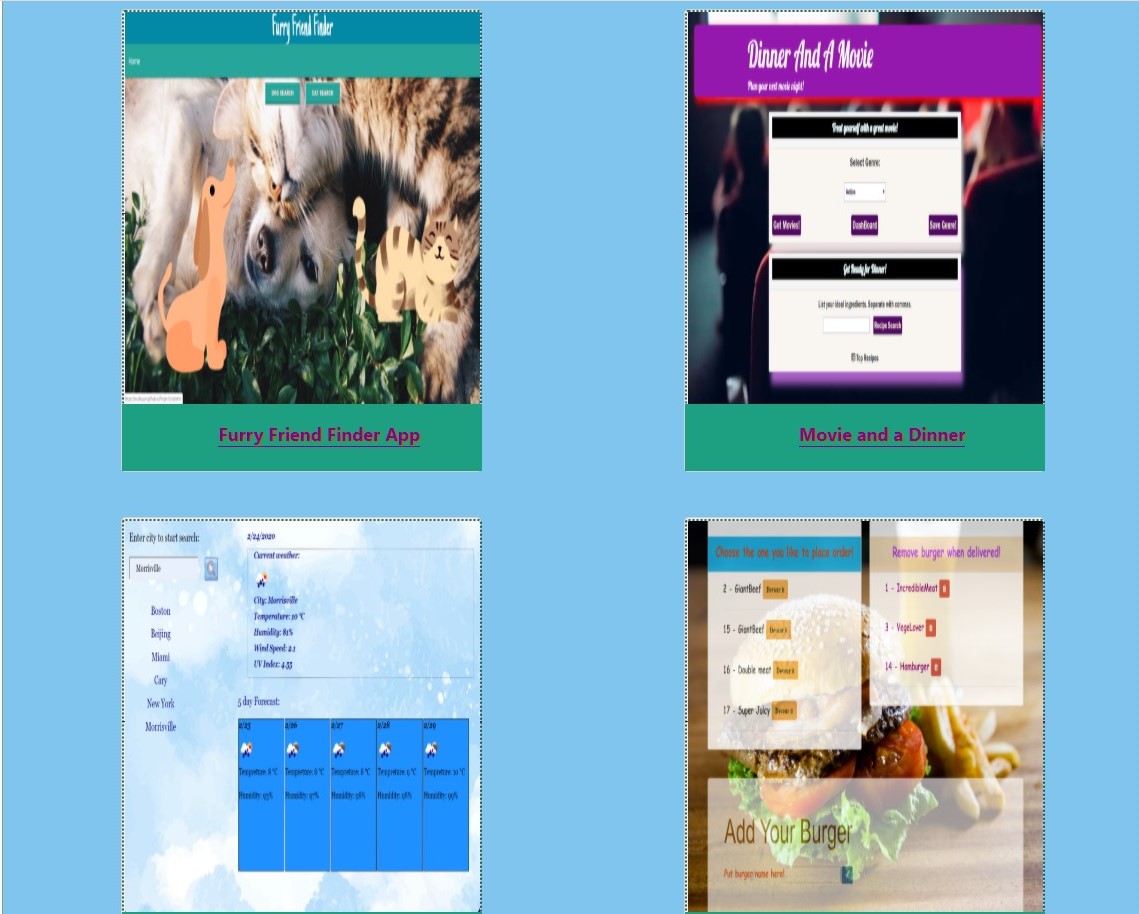 Furry Friend Finder
Home
DOG SEARCH
CAT SEARCH
Furry Friend Finder App
Dinner And A Movie
Plan your next movie night!
Treat yourself with a great movie!
Select Genre:
Action
Get Movies!
DashBoard
Save Genre!
Get Ready for Dinner!
List your ideal ingredients. Separate with commas.
Recipe Search
Top Recipes
Movie and a Dinner
Enter city to start search:
Morrisville
Boston
Beijing
Miami
Cary
New York
Morrisville
2/24/2020
Current weather:
City: Morrisville
Temperature: 10 °C
Humidity: 81%
Wind Speed: 2.1
UV Index: 4.55
5 day Forecast:
2/25 2/26 2/27 2/28 2/29
Tempreture: 8 °C Tempreture: 8 °C Tempreture: 8 °C Tempreture: 9 °C Tempreture: 10 °C
Humidity: 93% Humidity: 97% Humidity: 98% Humidity: 98% Humidity: 99%
Choose the one you like to place order!
2 - GiantBeef Devour it
15 - GiantBeef Devour it
16 - Double meat Devour it
17 - Super Juicy Devour it
Remove burger when delivered!
1 - IncredibleMeat
3 - VegeLover
14 - Hamburger
Add Your Burger
Put burger name here!